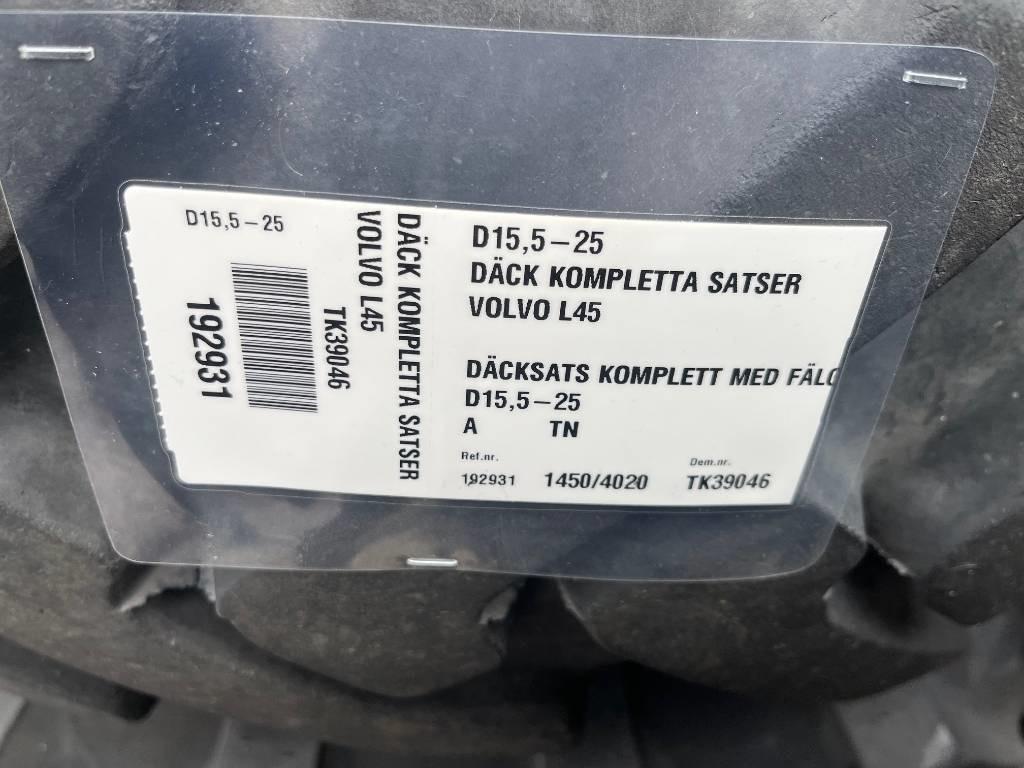 D15,5-25
192931
TK39046
VOLVO L45
DÄCK KOMPLETTA SATSER
D15,5-25
DÄCK KOMPLETTA SATSER
VOLVO L45
DÄCKSATS KOMPLETT MED FÄLG
D15,5-25
A TN
Ref.nr. Dem.nr.
192931 1450/4020 TK39046